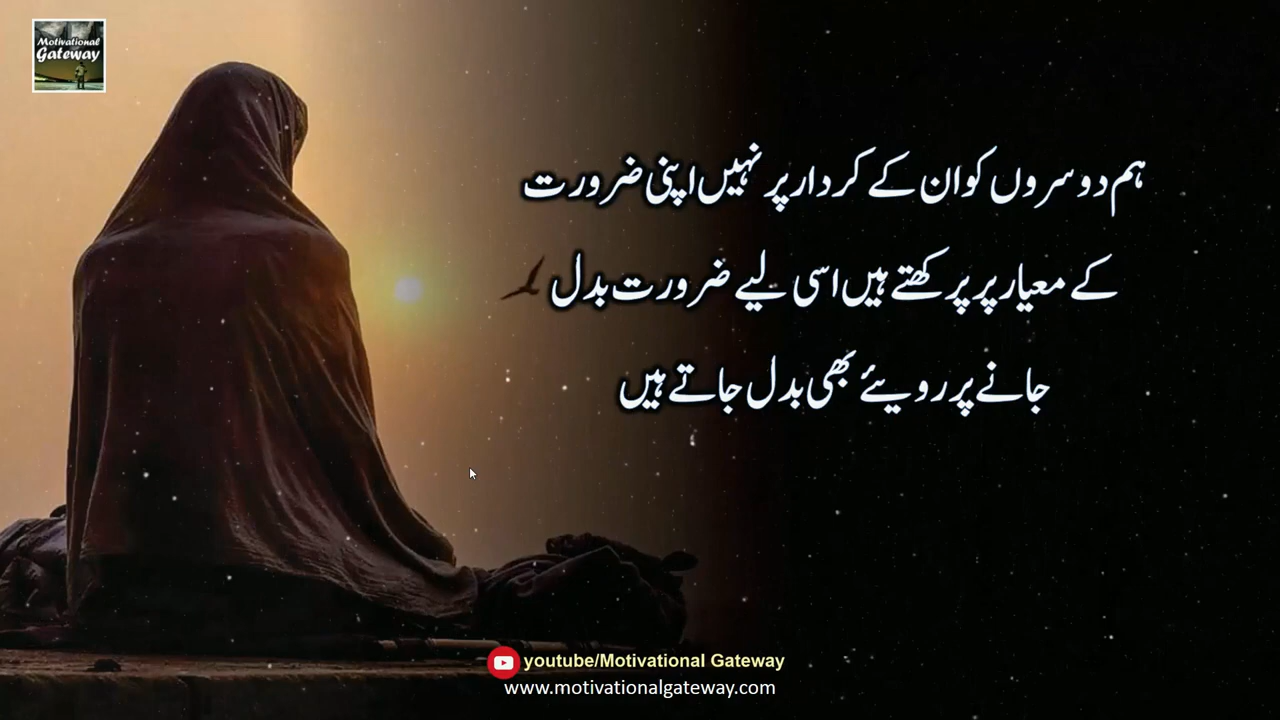 Motivational
Gateway
ہم دوسروں کو ان کے کردار پر نہیں اپنی ضرورت
کے معیار پر پرکھتے ہیں اسی لیے ضرورت بدل
جانے پر رویئے بھی بدل جاتے ہیں
youtube/Motivational Gateway
www.motivationalgateway.com